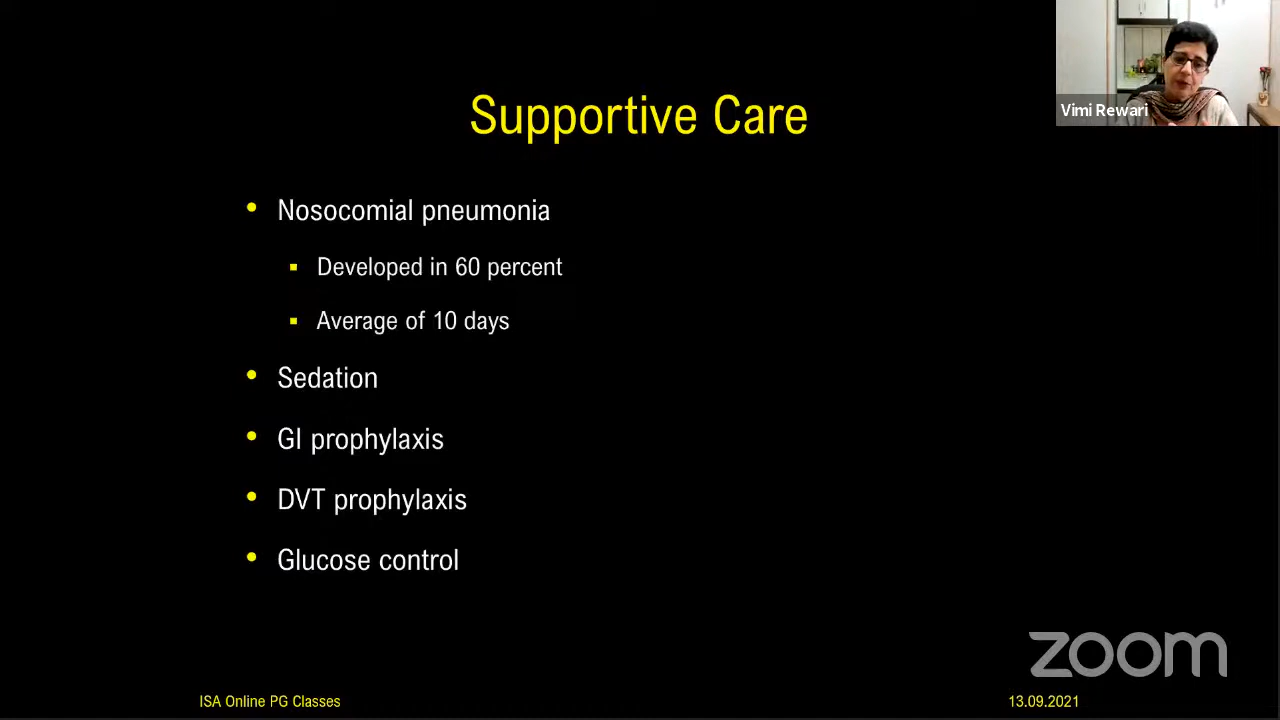 Supportive Care
Vimi Rewari
• Nosocomial pneumonia
▪ Developed in 60 percent
▪ Average of 10 days
• Sedation
• GI prophylaxis
• DVT prophylaxis
• Glucose control
zoom
ISA Online PG Classes
13.09.2021